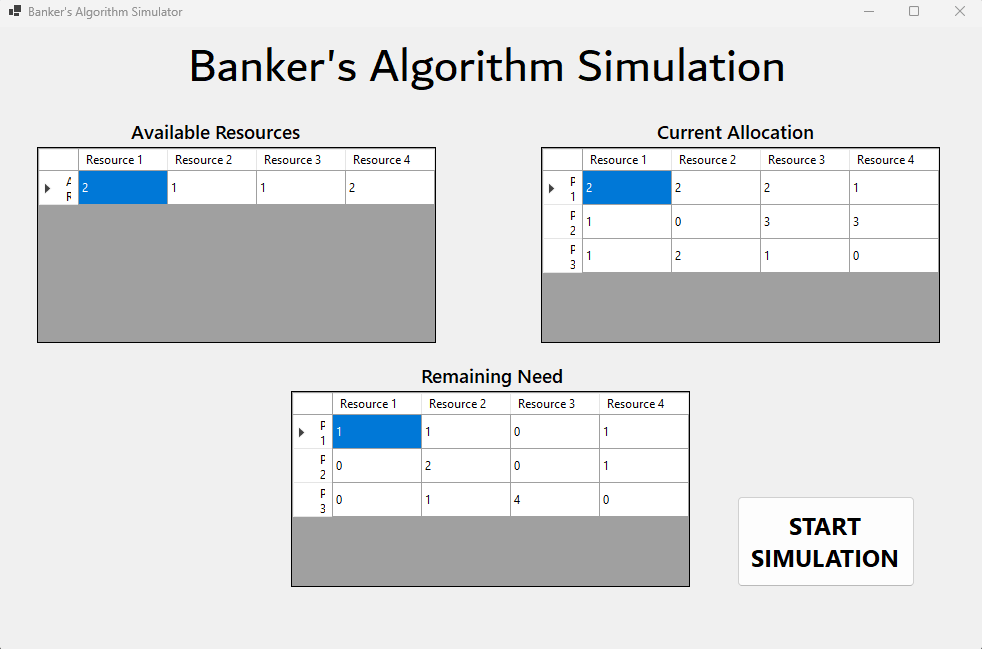 Banker's Algorithm Simulator
Banker's Algorithm Simulation
Available Resources
Resource 1 Resource 2 Resource 3 Resource 4
A
R
2 1 1 2
Current Allocation
Resource 1 Resource 2 Resource 3 Resource 4
P
1
2 2 2 1
P
2
1 0 3 3
P
3
1 2 1 0
Remaining Need
Resource 1 Resource 2 Resource 3 Resource 4
P
1
1 1 0 1
P
2
0 2 0 1
P
3
0 1 4 0
START
SIMULATION